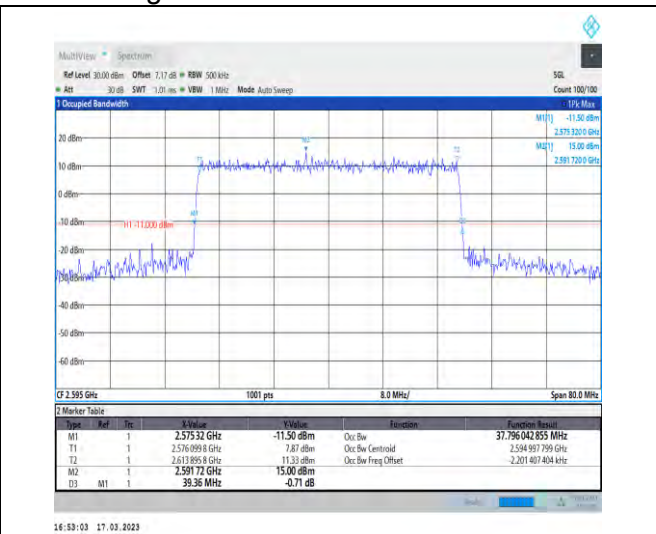 MultiView Spectrum
Ref Level 30.00 dBm Offset 7.17 dB RBW 500 kHz SGL
Att 30 dB SWT 1.01 ms VBW 1 MHz Mode Auto Sweep Count 100/100
1 Occupied Bandwidth 1Pk Max
M1[1] -11.50 dBm
2.575 320 0 GHz
M2[1] 15.00 dBm
2.591 720 0 GHz
20 dBm
M2
T1 T2
10 dBm
0 dBm
M1
-10 dBm
H1 -11.000 dBm
-20 dBm
-30 dBm
-40 dBm
-50 dBm
-60 dBm
CF 2.595 GHz 1001 pts 8.0 MHz/ Span 80.0 MHz
2 Marker Table
Type Ref Trc X-Value Y-Value Function Function Result
M1 1 2.575 32 GHz -11.50 dBm Occ Bw 37.796 042 855 MHz
T1 1 2.576 099 8 GHz 7.87 dBm Occ Bw Centroid 2.594 997 799 GHz
T2 1 2.613 895 8 GHz 11.33 dBm Occ Bw Freq Offset -2.201 407 404 kHz
M2 1 2.591 72 GHz 15.00 dBm
D3 M1 1 39.36 MHz -0.71 dB
16:53:03 17.03.2023